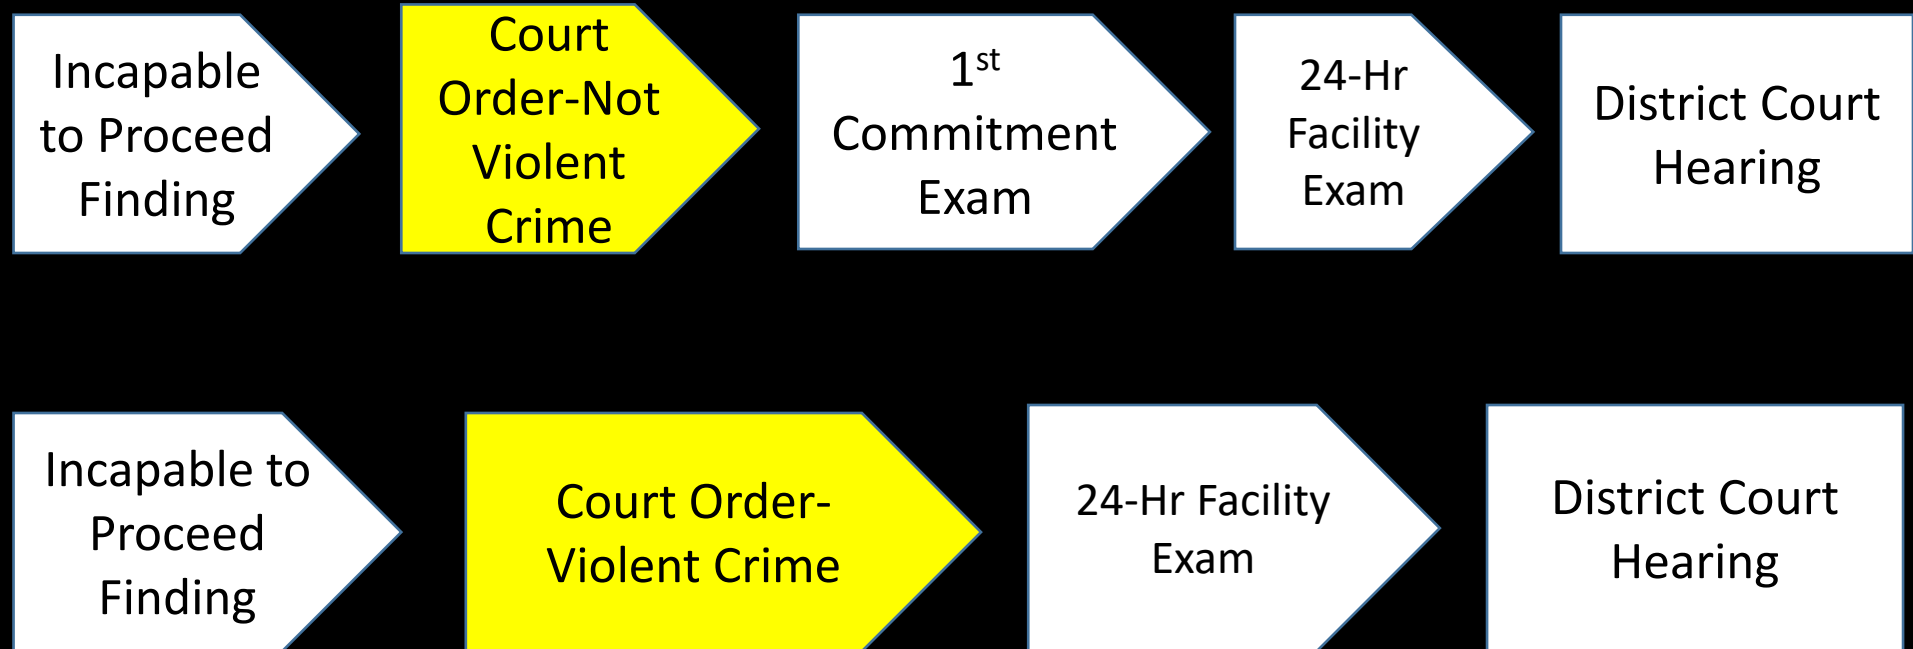 Incapable
to Proceed
Finding
Court
Order-Not
Violent
Crime
1st
Commitment
Exam
24-Hr
Facility
Exam
District Court
Hearing
Incapable to
Proceed
Finding
Court Order-
Violent Crime
24-Hr Facility
Exam
District Court
Hearing